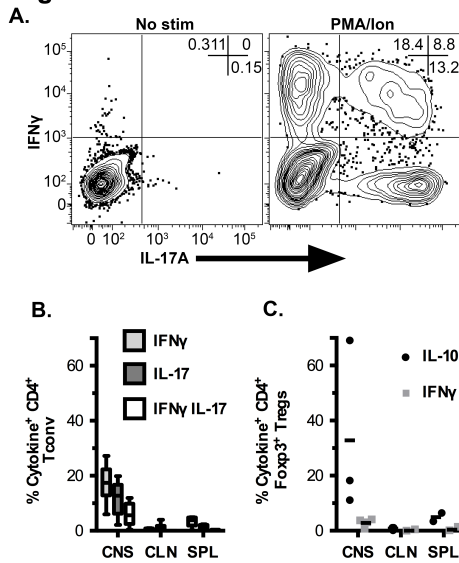 A.
No stim
PMA/Ion
0.311 0
0.15
18.4 8.8
13.2
IFNγ
10⁵
10⁴
10³
10²
0
0 10² 10³ 10⁴ 10⁵
IL-17A
B.
% Cytokine⁺ CD4⁺
Tconv
60
40
20
0
IFNγ
IL-17
IFNγ IL-17
CNS CLN SPL
C.
% Cytokine⁺ CD4⁺
Foxp3⁺ Tregs
60
40
20
0
IL-10
IFNγ
CNS CLN SPL